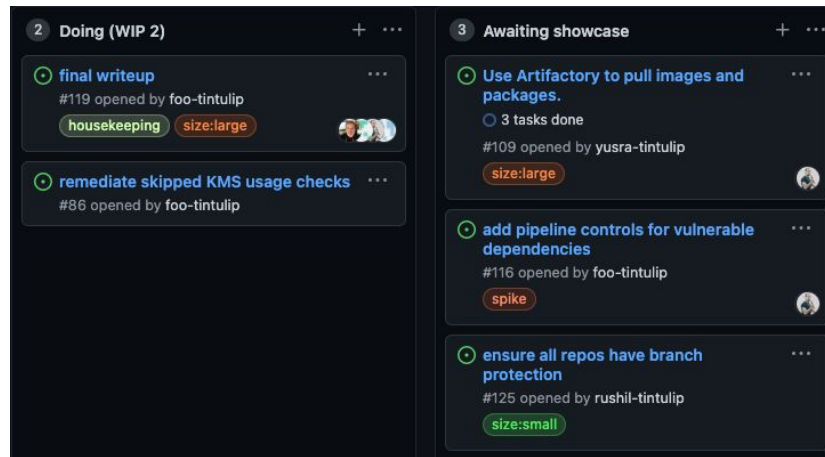 2 Doing (WIP 2)
final writeup
#119 opened by foo-tintulip
housekeeping size:large
remediate skipped KMS usage checks
#86 opened by foo-tintulip
3 Awaiting showcase
Use Artifactory to pull images and
packages.
3 tasks done
#109 opened by yusra-tintulip
size:large
add pipeline controls for vulnerable
dependencies
#116 opened by foo-tintulip
spike
ensure all repos have branch
protection
#125 opened by rushil-tintulip
size:small